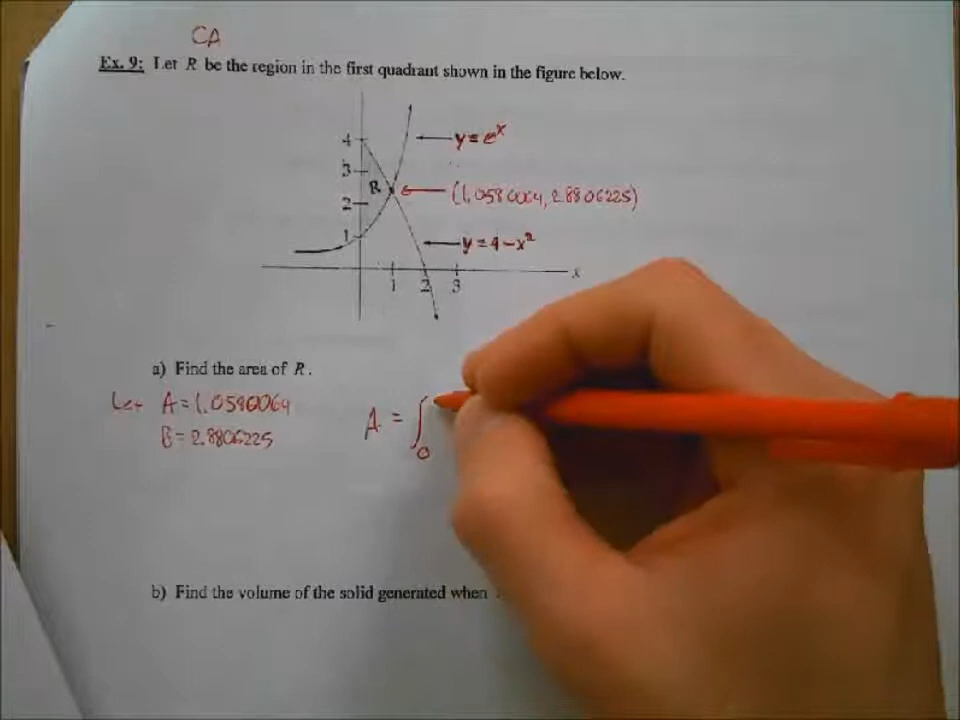 CA
Ex. 9: Let R be the region in the first quadrant shown in the figure below.
4
y = e^x
3
R
(1.0580064, 2.8806225)
2
1
y = 4 - x²
x
1 2 3
a) Find the area of R.
Let A = 1.0580064
B = 2.8806225
A = ∫
0
b) Find the volume of the solid generated when